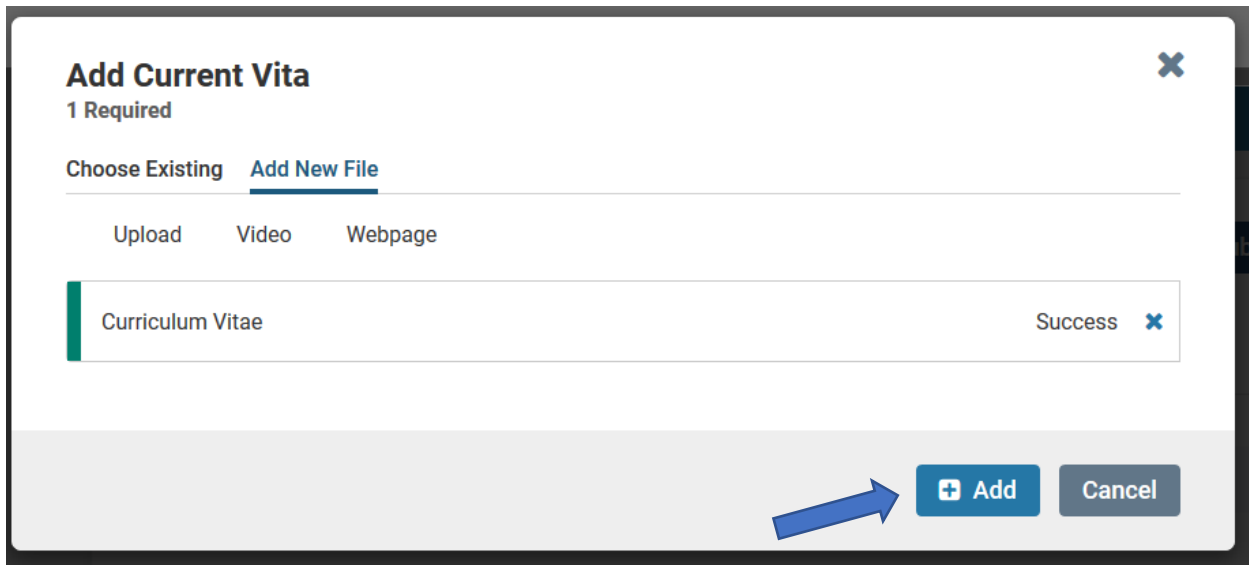 Add Current Vita
1 Required
Choose Existing Add New File
Upload Video Webpage
Curriculum Vitae Success
Add Cancel